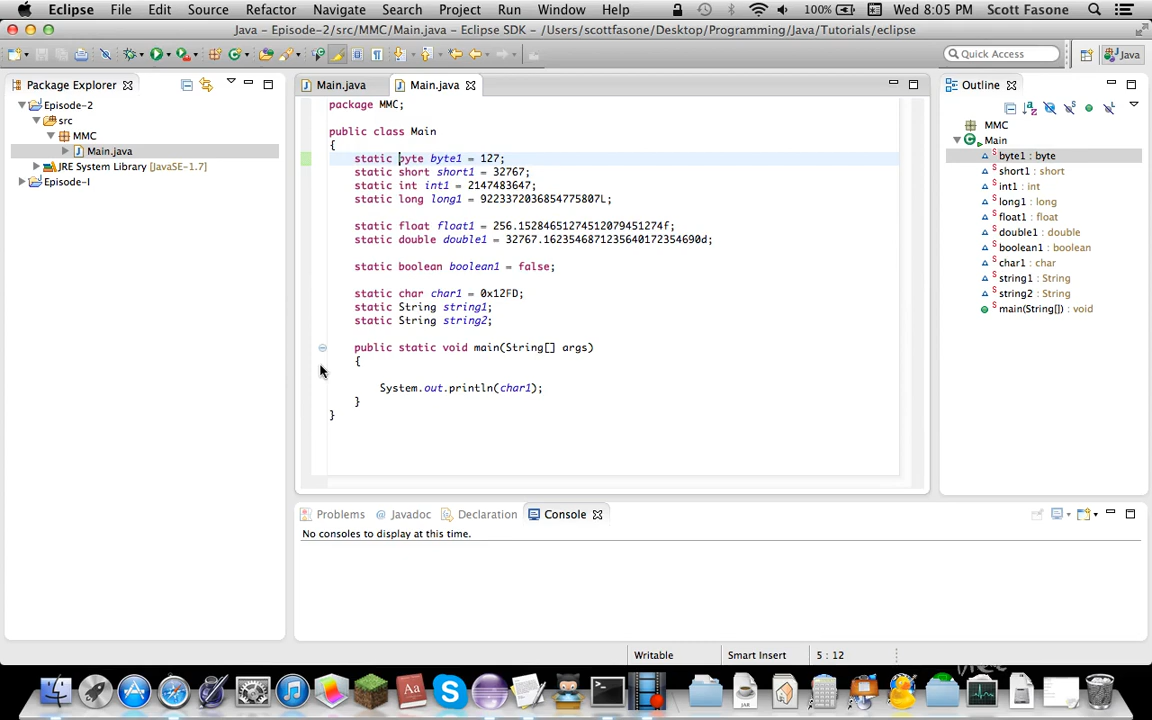 Eclipse File Edit Source Refactor Navigate Search Project Run Window Help 100% Wed 8:05 PM Scott Fasone
Java – Episode-2/src/MMC/Main.java – Eclipse SDK – /Users/scottfasone/Desktop/Programming/Java/Tutorials/eclipse
Quick Access Java
Package Explorer
Episode-2
src
MMC
Main.java
JRE System Library [JavaSE-1.7]
Episode-I
Main.java Main.java
package MMC;
public class Main
{
static byte byte1 = 127;
static short short1 = 32767;
static int int1 = 2147483647;
static long long1 = 9223372036854775807L;
static float float1 = 256.15284651274512079451274f;
static double double1 = 32767.1623546871235640172354690d;
static boolean boolean1 = false;
static char char1 = 0x12FD;
static String string1;
static String string2;
public static void main(String[] args)
{
System.out.println(char1);
}
}
Outline
MMC
Main
byte1 : byte
short1 : short
int1 : int
long1 : long
float1 : float
double1 : double
boolean1 : boolean
char1 : char
string1 : String
string2 : String
main(String[]) : void
Problems @ Javadoc Declaration Console
No consoles to display at this time.
Writable Smart Insert 5 : 12
JAR